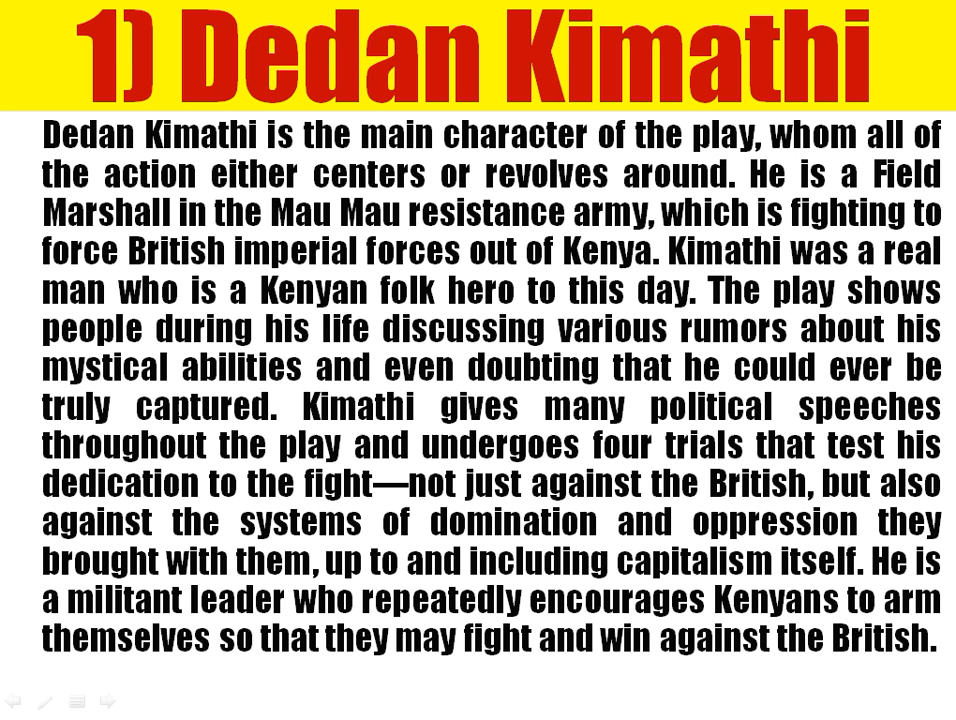 1) Dedan Kimathi
Dedan Kimathi is the main character of the play, whom all of
the action either centers or revolves around. He is a Field
Marshall in the Mau Mau resistance army, which is fighting to
force British imperial forces out of Kenya. Kimathi was a real
man who is a Kenyan folk hero to this day. The play shows
people during his life discussing various rumors about his
mystical abilities and even doubting that he could ever be
truly captured. Kimathi gives many political speeches
throughout the play and undergoes four trials that test his
dedication to the fight—not just against the British, but also
against the systems of domination and oppression they
brought with them, up to and including capitalism itself. He is
a militant leader who repeatedly encourages Kenyans to arm
themselves so that they may fight and win against the British.